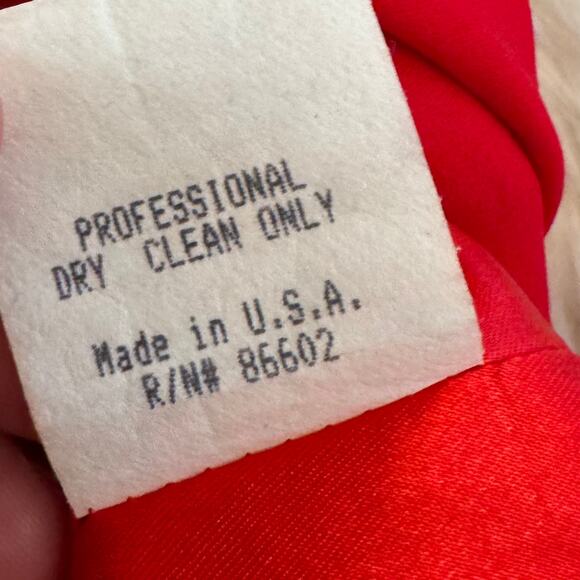 PROFESSIONAL
DRY CLEAN ONLY
Made in U.S.A.
R/N# 86602